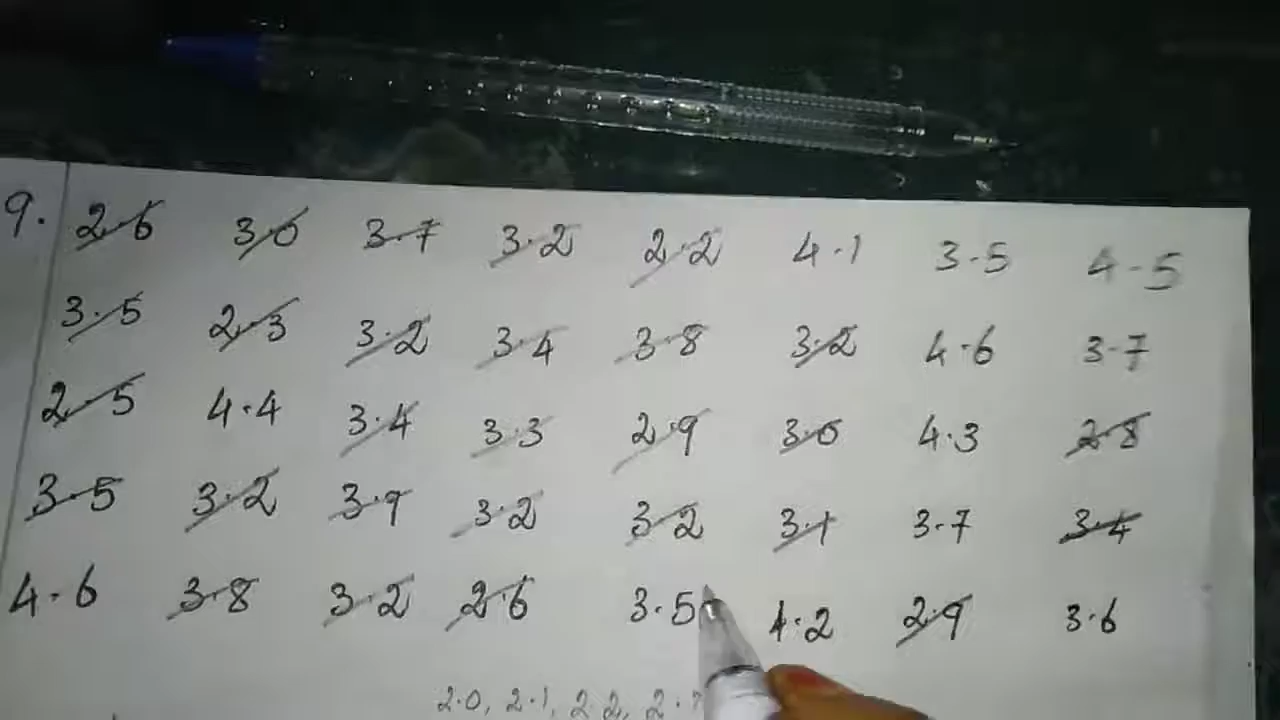 9. 2.6 3.0 3.7 3.2 2.2 4.1 3.5 4.5
3.5 2.3 3.2 3.4 3.8 3.2 4.6 3.7
2.5 4.4 3.4 3.3 2.9 3.0 4.3 2.8
3.5 3.2 3.9 3.2 3.2 3.1 3.7 3.4
4.6 3.8 3.2 2.6 3.5 4.2 2.9 3.6
2.0, 2.1, 2.2,